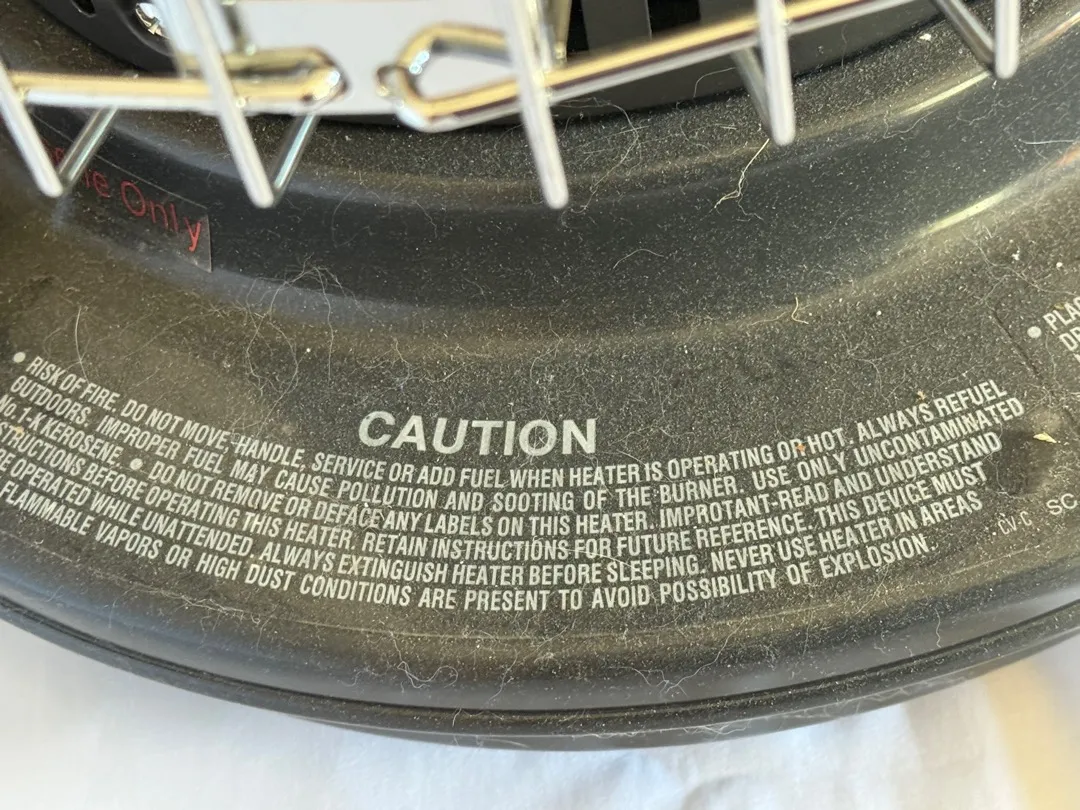 Only
CAUTION
• RISK OF FIRE. DO NOT MOVE-HANDLE, SERVICE OR ADD FUEL WHEN HEATER IS OPERATING OR HOT. ALWAYS REFUEL
OUTDOORS. IMPROPER FUEL MAY CAUSE POLLUTION AND SOOTING OF THE BURNER. USE ONLY UNCONTAMINATED
No.1-K KEROSENE. • DO NOT REMOVE OR DEFACE ANY LABELS ON THIS HEATER. IMPROTANT-READ AND UNDERSTAND
STRUCTIONS BEFORE OPERATING THIS HEATER. RETAIN INSTRUCTIONS FOR FUTURE REFERENCE. THIS DEVICE MUST
OPERATED WHILE UNATTENDED. ALWAYS EXTINGUISH HEATER BEFORE SLEEPING. NEVER USE HEATER IN AREAS
FLAMMABLE VAPORS OR HIGH DUST CONDITIONS ARE PRESENT TO AVOID POSSIBILITY OF EXPLOSION.
CV-C SC